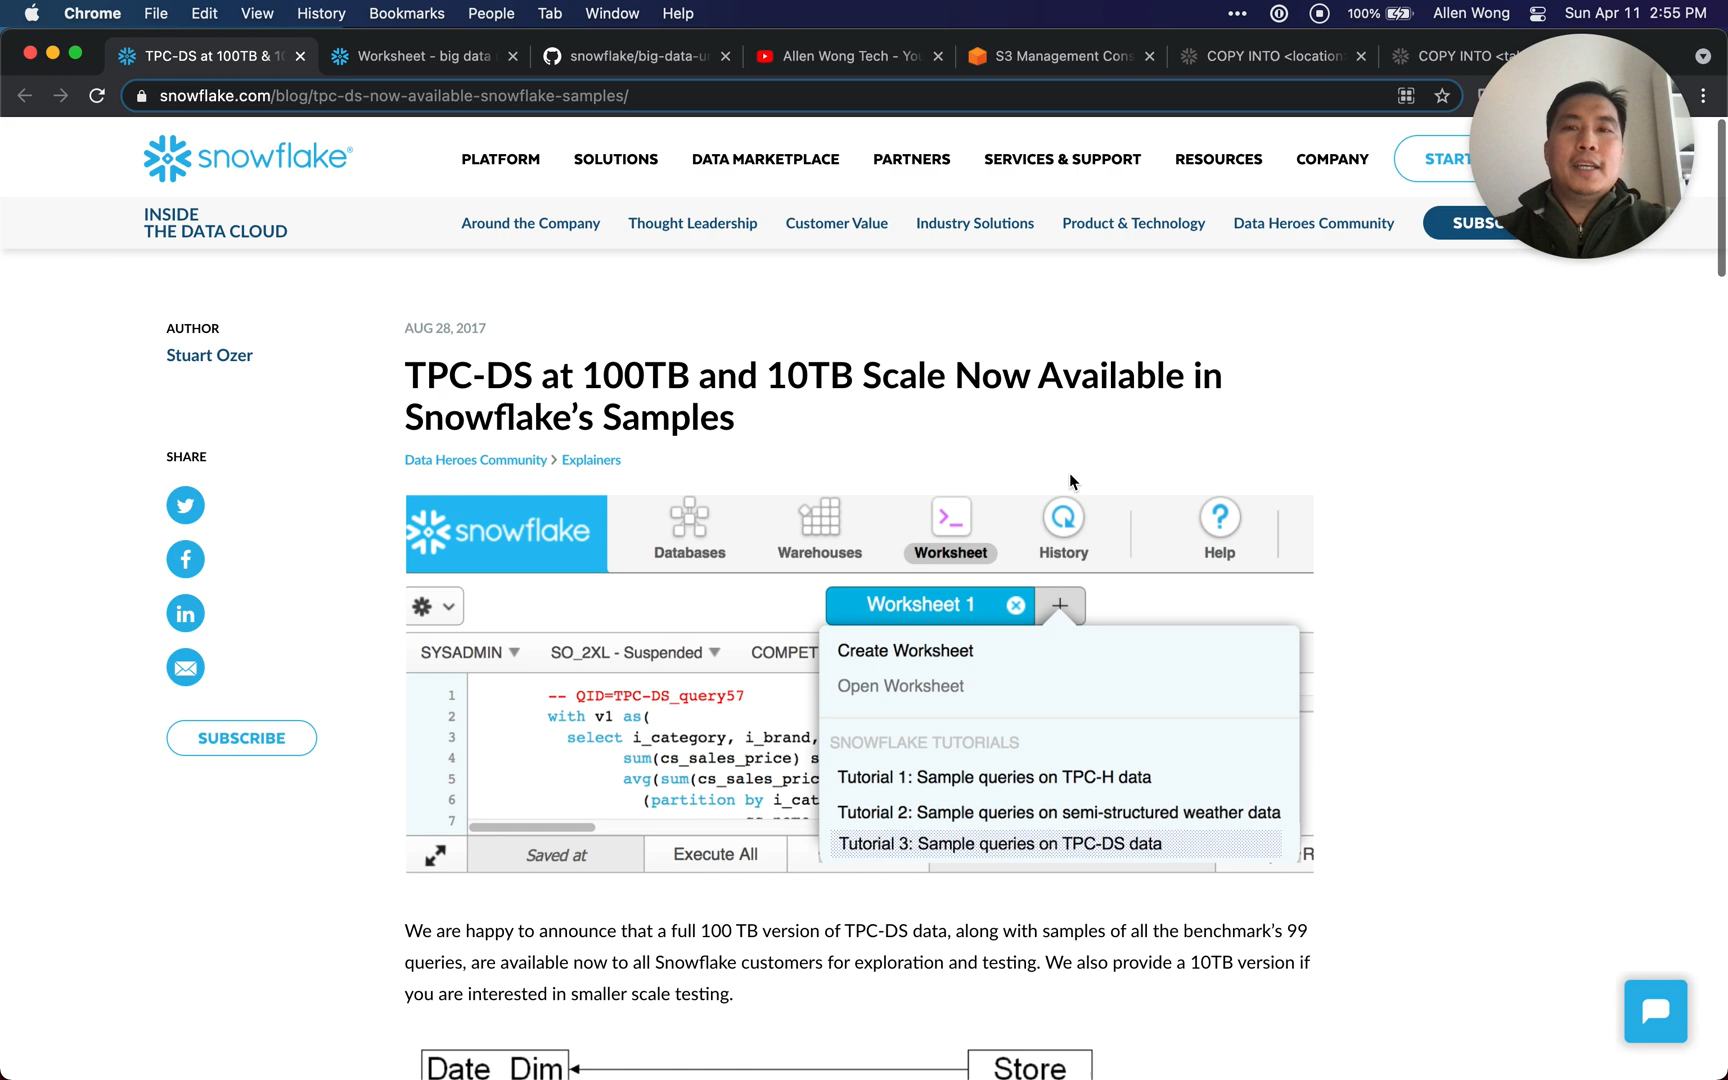 Chrome File Edit View History Bookmarks People Tab Window Help
100% Allen Wong Sun Apr 11 2:55 PM
TPC-DS at 100TB & 10 Worksheet - big data snowflake/big-data-u Allen Wong Tech - You S3 Management Cons COPY INTO <location> COPY INTO <ta
snowflake.com/blog/tpc-ds-now-available-snowflake-samples/
snowflake®
PLATFORM SOLUTIONS DATA MARKETPLACE PARTNERS SERVICES & SUPPORT RESOURCES COMPANY START
INSIDE
THE DATA CLOUD
Around the Company Thought Leadership Customer Value Industry Solutions Product & Technology Data Heroes Community SUBSC
AUTHOR
Stuart Ozer
SHARE
SUBSCRIBE
AUG 28, 2017
TPC-DS at 100TB and 10TB Scale Now Available in
Snowflake's Samples
Data Heroes Community > Explainers
snowflake
Databases Warehouses Worksheet History Help
Worksheet 1
SYSADMIN SO_2XL - Suspended COMPET
Create Worksheet
Open Worksheet
SNOWFLAKE TUTORIALS
Tutorial 1: Sample queries on TPC-H data
Tutorial 2: Sample queries on semi-structured weather data
Tutorial 3: Sample queries on TPC-DS data
1 -- QID=TPC-DS_query57
2 with v1 as(
3 select i_category, i_brand,
4 sum(cs_sales_price) s
5 avg(sum(cs_sales_pric
6 (partition by i_cat
7
Saved at Execute All R
We are happy to announce that a full 100 TB version of TPC-DS data, along with samples of all the benchmark's 99
queries, are available now to all Snowflake customers for exploration and testing. We also provide a 10TB version if
you are interested in smaller scale testing.
Date_Dim Store